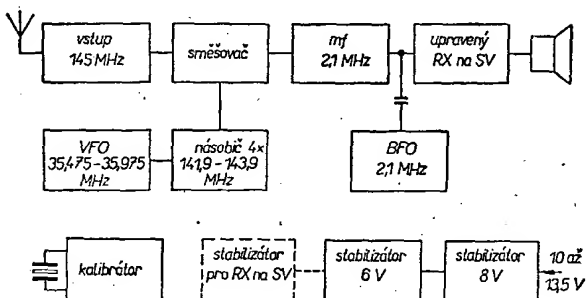 vstup
145 MHz
směšovač
mf
2,1 MHz
upravený
RX na SV
VFO
35,475-35,975
MHz
násobič 4x
141,9-143,9
MHz
BFO
2,1 MHz
kalibrátor
stabilizátor
pro RX na SV
stabilizátor
6 V
stabilizátor
8 V
10 až
13,5 V